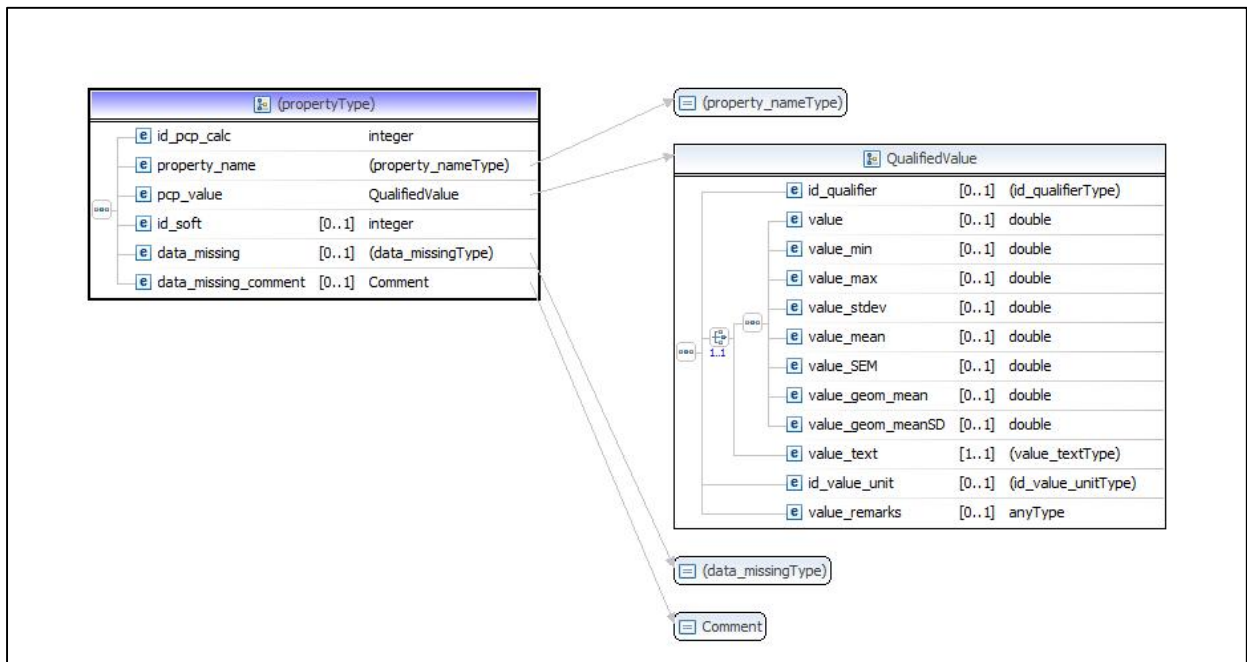 (propertyType)
e id_pcp_calc integer
e property_name (property_nameType)
e pcp_value QualifiedValue
e id_soft [0..1] integer
e data_missing [0..1] (data_missingType)
e data_missing_comment [0..1] Comment
(property_nameType)
QualifiedValue
e id_qualifier [0..1] (id_qualifierType)
e value [0..1] double
e value_min [0..1] double
e value_max [0..1] double
e value_stdev [0..1] double
1..1
e value_mean [0..1] double
e value_SEM [0..1] double
e value_geom_mean [0..1] double
e value_geom_meanSD [0..1] double
e value_text [1..1] (value_textType)
e id_value_unit [0..1] (id_value_unitType)
e value_remarks [0..1] anyType
(data_missingType)
Comment